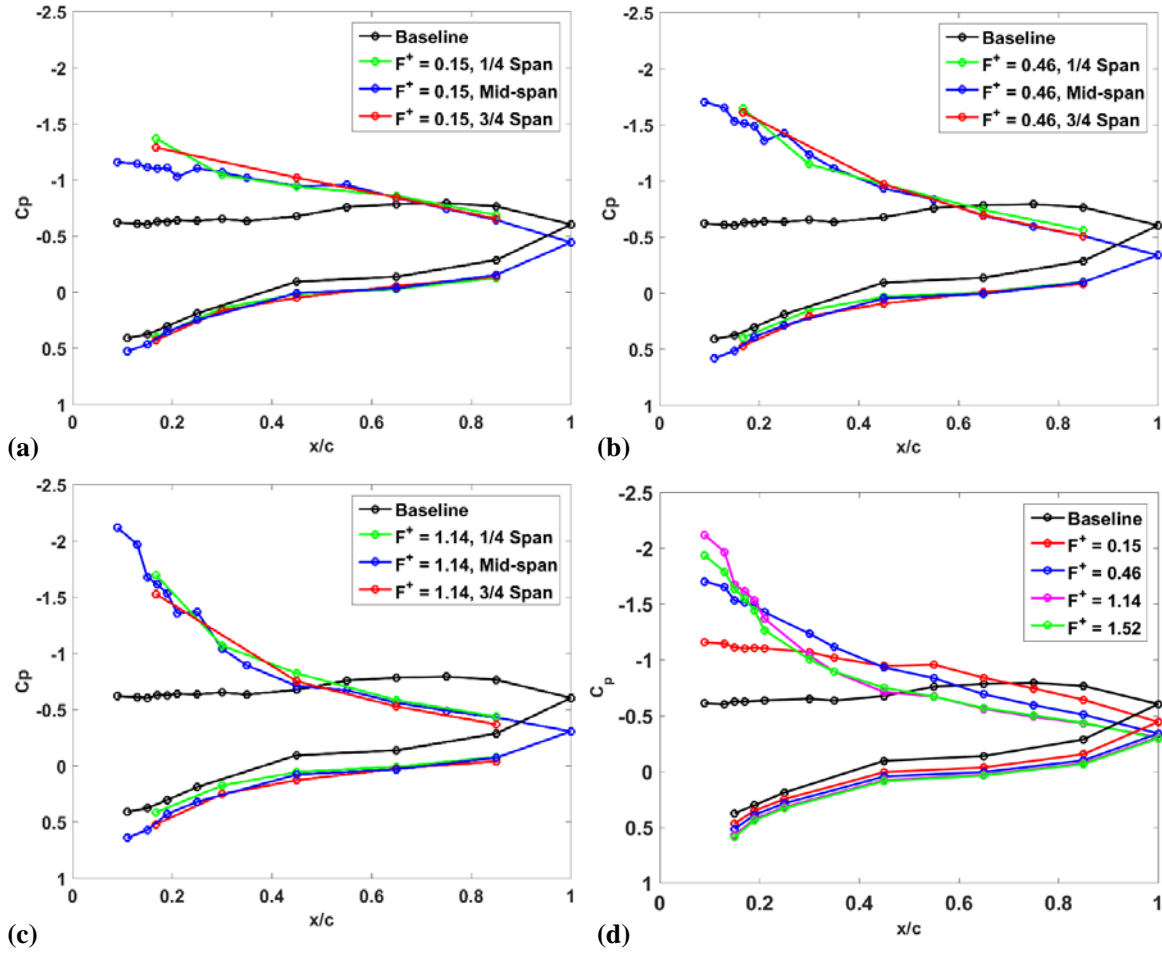 -2.5
-2
-1.5
-1
-0.5
0
0.5
1
0 0.2 0.4 0.6 0.8 1
Cp
x/c
Baseline
F+ = 0.15, 1/4 Span
F+ = 0.15, Mid-span
F+ = 0.15, 3/4 Span
(a)
-2.5
-2
-1.5
-1
-0.5
0
0.5
1
0 0.2 0.4 0.6 0.8 1
Cp
x/c
Baseline
F+ = 0.46, 1/4 Span
F+ = 0.46, Mid-span
F+ = 0.46, 3/4 Span
(b)
-2.5
-2
-1.5
-1
-0.5
0
0.5
1
0 0.2 0.4 0.6 0.8 1
Cp
x/c
Baseline
F+ = 1.14, 1/4 Span
F+ = 1.14, Mid-span
F+ = 1.14, 3/4 Span
(c)
-2.5
-2
-1.5
-1
-0.5
0
0.5
1
0 0.2 0.4 0.6 0.8 1
Cp
x/c
Baseline
F+ = 0.15
F+ = 0.46
F+ = 1.14
F+ = 1.52
(d)